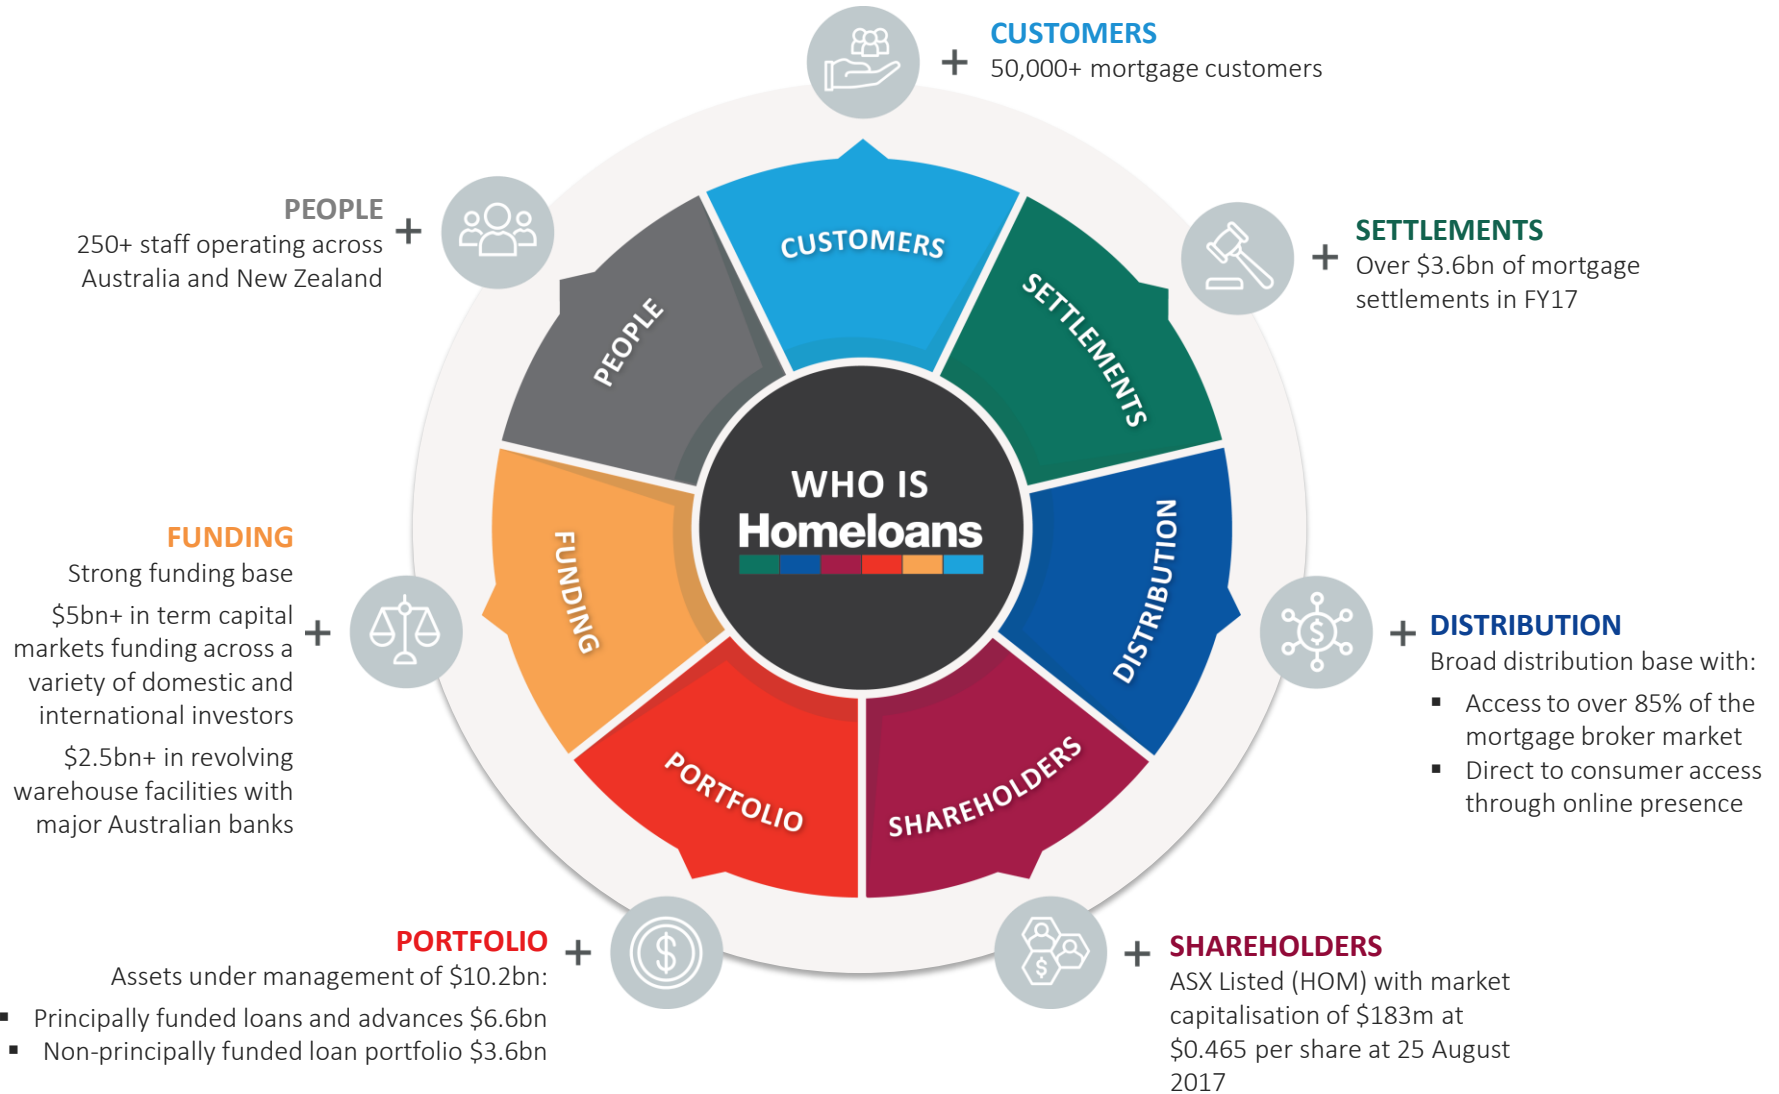 CUSTOMERS
50,000+ mortgage customers
PEOPLE
250+ staff operating across
Australia and New Zealand
SETTLEMENTS
Over $3.6bn of mortgage
settlements in FY17
CUSTOMERS
SETTLEMENTS
PEOPLE
WHO IS
Homeloans
FUNDING
DISTRIBUTION
PORTFOLIO
SHAREHOLDERS
FUNDING
Strong funding base
$5bn+ in term capital
markets funding across a
variety of domestic and
international investors
$2.5bn+ in revolving
warehouse facilities with
major Australian banks
DISTRIBUTION
Broad distribution base with:
▪ Access to over 85% of the
mortgage broker market
▪ Direct to consumer access
through online presence
PORTFOLIO
Assets under management of $10.2bn:
▪ Principally funded loans and advances $6.6bn
▪ Non-principally funded loan portfolio $3.6bn
SHAREHOLDERS
ASX Listed (HOM) with market
capitalisation of $183m at
$0.465 per share at 25 August
2017